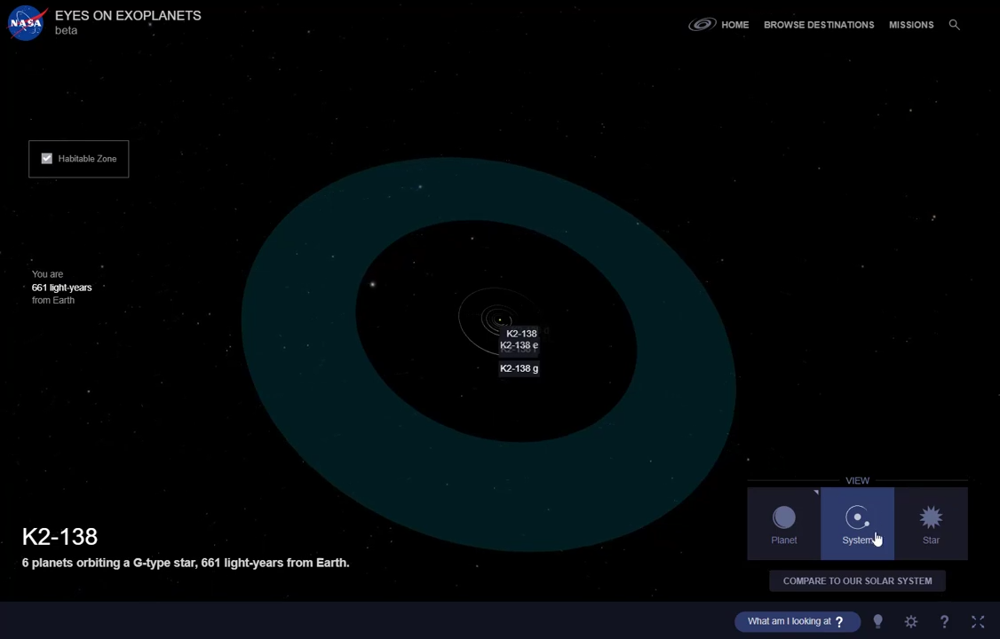 NASA
EYES ON EXOPLANETS
beta
HOME
BROWSE DESTINATIONS
MISSIONS
Habitable Zone
You are
661 light-years
from Earth
K2-138
K2-138 e
K2-138 g
VIEW
Planet
System
Star
K2-138
6 planets orbiting a G-type star, 661 light-years from Earth.
COMPARE TO OUR SOLAR SYSTEM
What am I looking at ?
?